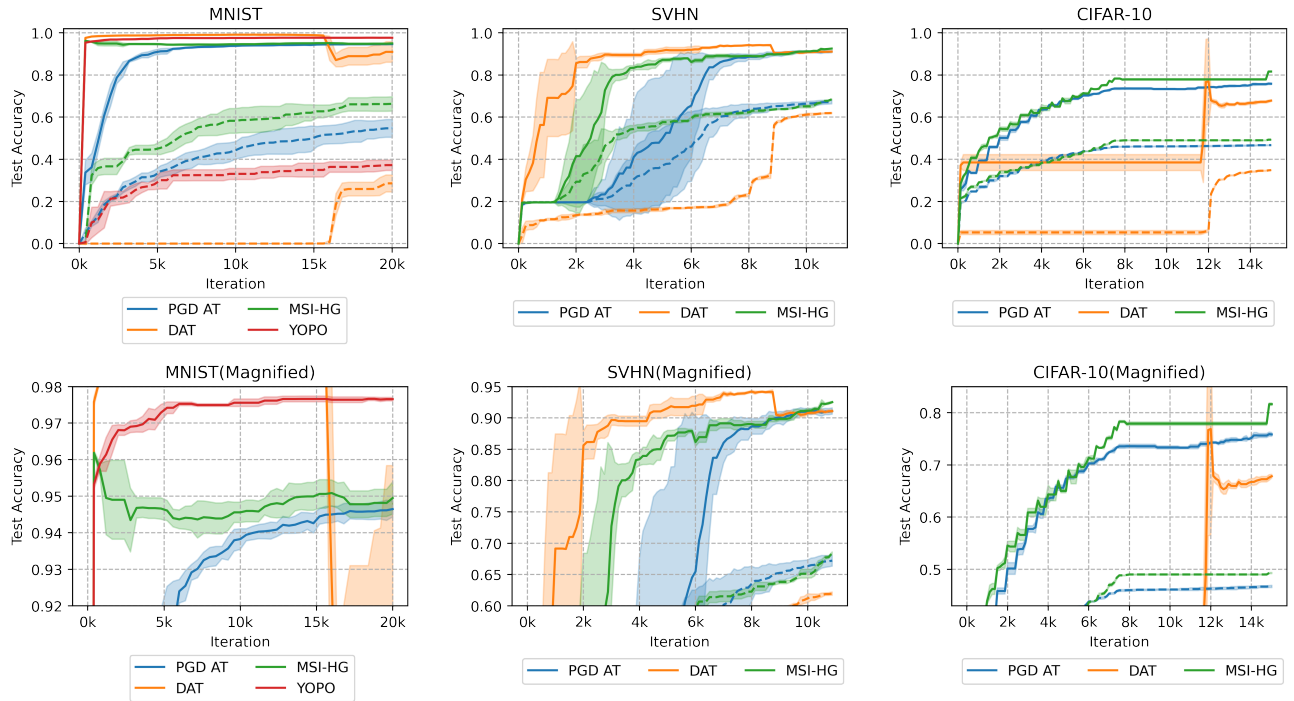 MNIST
1.0
0.8
0.6
0.4
0.2
0.0
Test Accuracy
0k 5k 10k 15k 20k
Iteration
PGD AT MSI-HG
DAT YOPO
SVHN
1.0
0.8
0.6
0.4
0.2
0.0
Test Accuracy
0k 2k 4k 6k 8k 10k
Iteration
PGD AT DAT MSI-HG
CIFAR-10
1.0
0.8
0.6
0.4
0.2
0.0
Test Accuracy
0k 2k 4k 6k 8k 10k 12k 14k
Iteration
PGD AT DAT MSI-HG
MNIST(Magnified)
0.98
0.97
0.96
0.95
0.94
0.93
0.92
Test Accuracy
0k 5k 10k 15k 20k
Iteration
PGD AT MSI-HG
DAT YOPO
SVHN(Magnified)
0.95
0.90
0.85
0.80
0.75
0.70
0.65
0.60
Test Accuracy
0k 2k 4k 6k 8k 10k
Iteration
PGD AT DAT MSI-HG
CIFAR-10(Magnified)
0.8
0.7
0.6
0.5
Test Accuracy
0k 2k 4k 6k 8k 10k 12k 14k
Iteration
PGD AT DAT MSI-HG